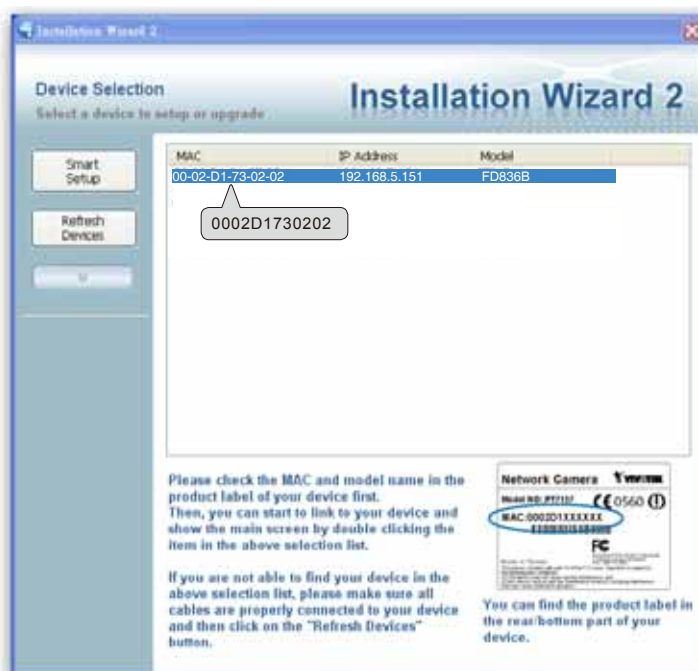 Installation Wizard 2
Device Selection
Select a device to setup or upgrade
Installation Wizard 2
Smart
Setup
Refresh
Devices
MAC IP Address Model
00-02-D1-73-02-02 192.168.5.151 FD836B
0002D1730202
Please check the MAC and model name in the
product label of your device first.
Then, you can start to link to your device and
show the main screen by double clicking the
item in the above selection list.
If you are not able to find your device in the
above selection list, please make sure all
cables are properly connected to your device
and then click on the "Refresh Devices"
button.
Network Camera VIVOTEK
Model NO: PT7137 CE0560
MAC:0002D1XXXXXX
FC
You can find the product label in
the rear/bottom part of your
device.